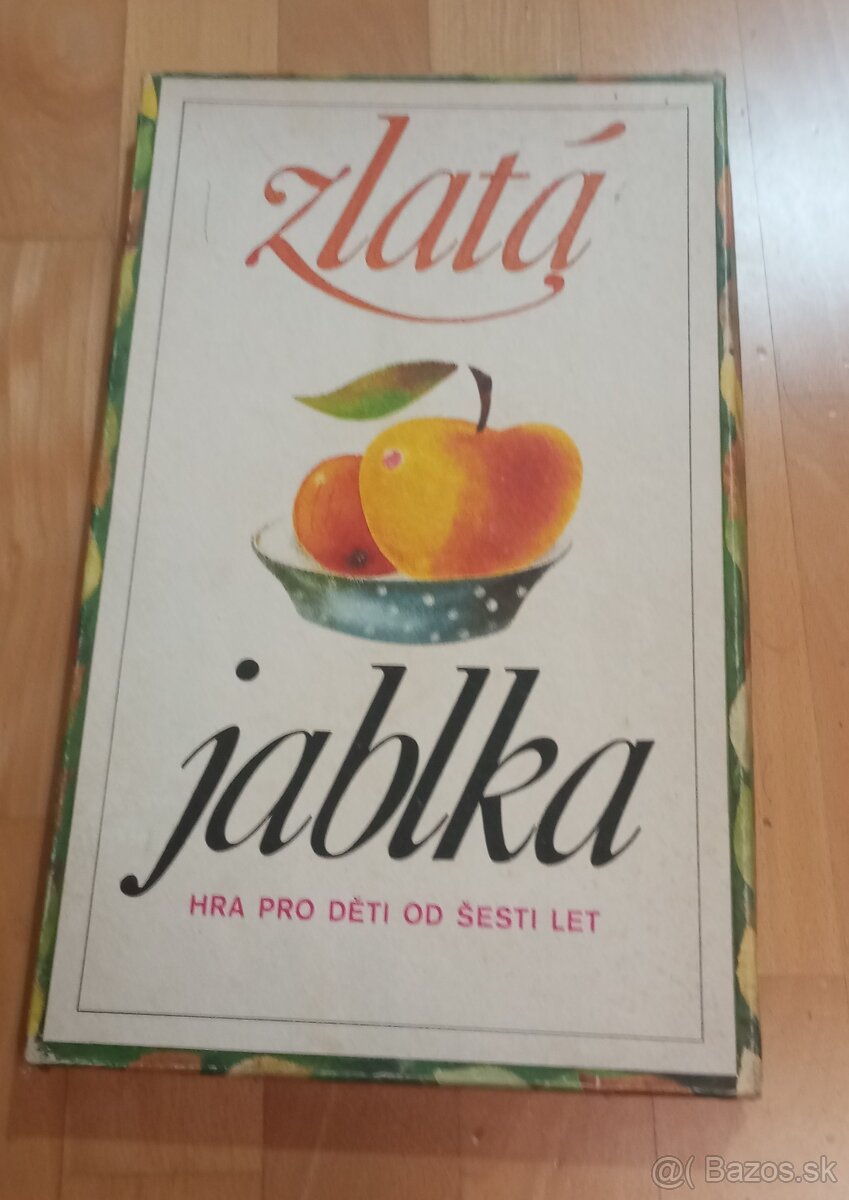 zlatá
jablka
HRA PRO DĚTI OD ŠESTI LET
@( Bazos.sk